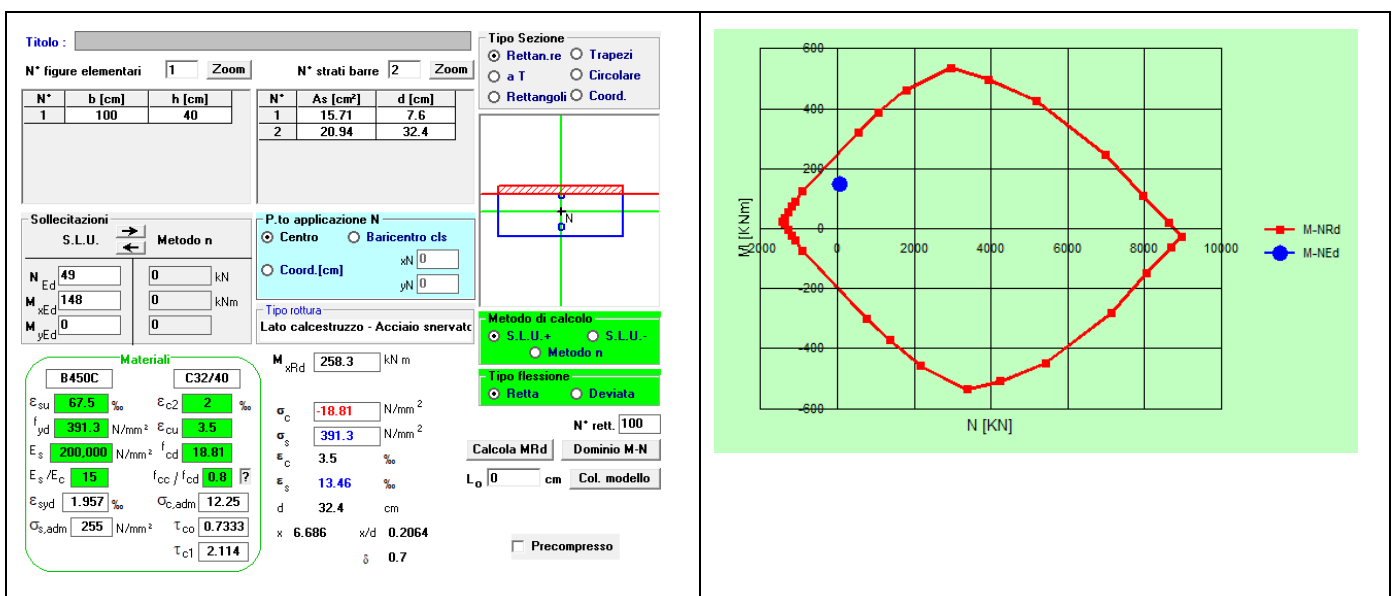 Titolo :
N° figure elementari 1 Zoom N° strati barre 2 Zoom
N° b [cm] h [cm]
1 100 40
N° As [cm²] d [cm]
1 15.71 7.6
2 20.94 32.4
Tipo Sezione
Rettan.re Trapezi
a T Circolare
Rettangoli Coord.
N
Sollecitazioni
S.L.U. Metodo n
N Ed 49 0 kN
M xEd 148 0 kNm
M yEd 0 0
P.to applicazione N
Centro Baricentro cls
Coord.[cm] xN 0
yN 0
Tipo rottura
Lato calcestruzzo - Acciaio snervato
Metodo di calcolo
S.L.U.+ S.L.U.-
Metodo n
Tipo flessione
Retta Deviata
N° rett. 100
Calcola MRd Dominio M-N
L o 0 cm Col. modello
Precompresso
Materiali
B450C C32/40
εsu 67.5 ‰ εc2 2 ‰
fyd 391.3 N/mm² εcu 3.5
Es 200,000 N/mm² fcd 18.81
Es/Ec 15 fcc / fcd 0.8 ?
εsyd 1.957 ‰ σc,adm 12.25
σs,adm 255 N/mm² τco 0.7333
τc1 2.114
M xRd 258.3 kN m
σc -18.81 N/mm²
σs 391.3 N/mm²
εc 3.5 ‰
εs 13.46 ‰
d 32.4 cm
x 6.686 x/d 0.2064
δ 0.7
600
400
200
0
-200
-400
-600
M [KNm]
-2000 0 2000 4000 6000 8000 10000
N [KN]
M-NRd
M-NEd